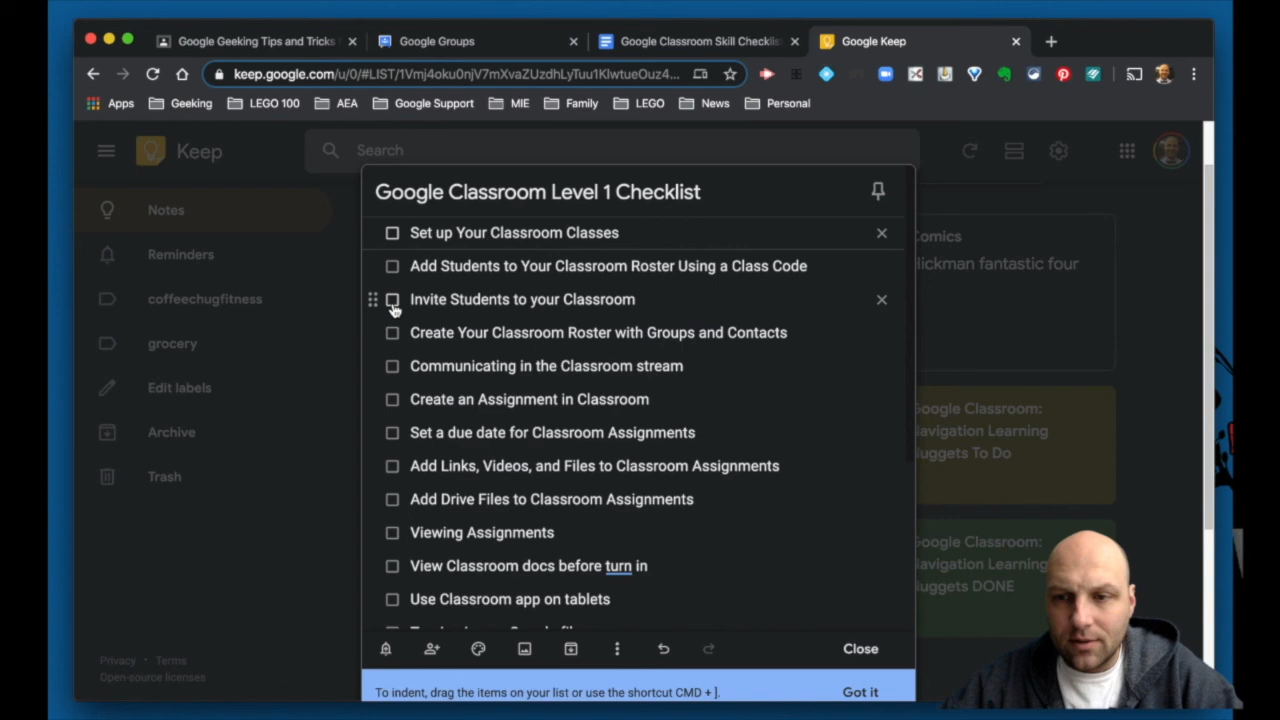 Google Geeking Tips and Tricks
Google Groups
Google Classroom Skill Checklis
Google Keep
keep.google.com/u/0/#LIST/1Vmj4oku0njV7mXvaZUzdhLyTuu1KlwtueOuz4...
Apps
Geeking
LEGO 100
AEA
Google Support
MIE
Family
LEGO
News
Personal
Keep
Search
Notes
Reminders
coffeechugfitness
grocery
Edit labels
Archive
Trash
Privacy · Terms
Open-source licenses
Google Classroom Level 1 Checklist
Set up Your Classroom Classes
Add Students to Your Classroom Roster Using a Class Code
Invite Students to your Classroom
Create Your Classroom Roster with Groups and Contacts
Communicating in the Classroom stream
Create an Assignment in Classroom
Set a due date for Classroom Assignments
Add Links, Videos, and Files to Classroom Assignments
Add Drive Files to Classroom Assignments
Viewing Assignments
View Classroom docs before turn in
Use Classroom app on tablets
Close
To indent, drag the items on your list or use the shortcut CMD + ].
Got it
Comics
Hickman fantastic four
Google Classroom:
Navigation Learning
Nuggets To Do
Google Classroom:
Navigation Learning
Nuggets DONE